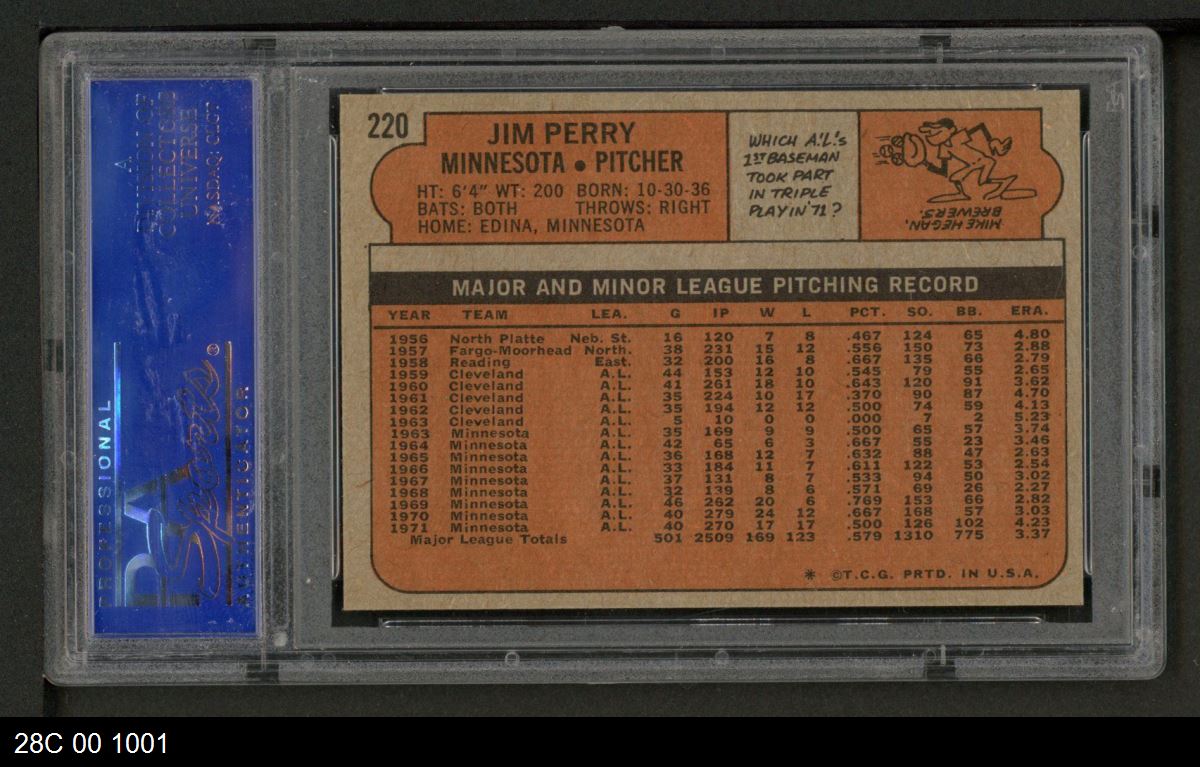 A
DIVISION OF
COLLECTORS
UNIVERSE
NASDAQ: CLCT
PROFESSIONAL
PSA
Sports®
AUTHENTICATOR
220
JIM PERRY
MINNESOTA • PITCHER
HT: 6'4" WT: 200 BORN: 10-30-36
BATS: BOTH THROWS: RIGHT
HOME: EDINA, MINNESOTA
WHICH A.L.'s
1ST BASEMAN
TOOK PART
IN TRIPLE
PLAY IN '71?
MIKE HEGAN,
BREWERS.
MAJOR AND MINOR LEAGUE PITCHING RECORD
YEAR TEAM LEA. G IP W L PCT. SO. BB. ERA.
1956 North Platte Neb. St. 16 120 7 8 .467 124 65 4.80
1957 Fargo-Moorhead North. 38 231 15 12 .556 150 73 2.88
1958 Reading East. 32 200 16 8 .667 135 66 2.79
1959 Cleveland A.L. 44 153 12 10 .545 79 55 2.65
1960 Cleveland A.L. 41 261 18 10 .643 120 91 3.62
1961 Cleveland A.L. 35 224 10 17 .370 90 87 4.70
1962 Cleveland A.L. 35 194 12 12 .500 74 59 4.13
1963 Cleveland A.L. 5 10 0 0 .000 7 2 5.23
1963 Minnesota A.L. 35 169 9 9 .500 65 57 3.74
1964 Minnesota A.L. 42 65 6 3 .667 55 23 3.46
1965 Minnesota A.L. 36 168 12 7 .632 88 47 2.63
1966 Minnesota A.L. 33 184 11 7 .611 122 53 2.54
1967 Minnesota A.L. 37 131 8 7 .533 94 50 3.02
1968 Minnesota A.L. 32 139 8 6 .571 69 26 2.27
1969 Minnesota A.L. 46 262 20 6 .769 153 66 2.82
1970 Minnesota A.L. 40 279 24 12 .667 168 57 3.03
1971 Minnesota A.L. 40 270 17 17 .500 126 102 4.23
Major League Totals 501 2509 169 123 .579 1310 775 3.37
* ©T.C.G. PRTD. IN U.S.A.
28C 00 1001